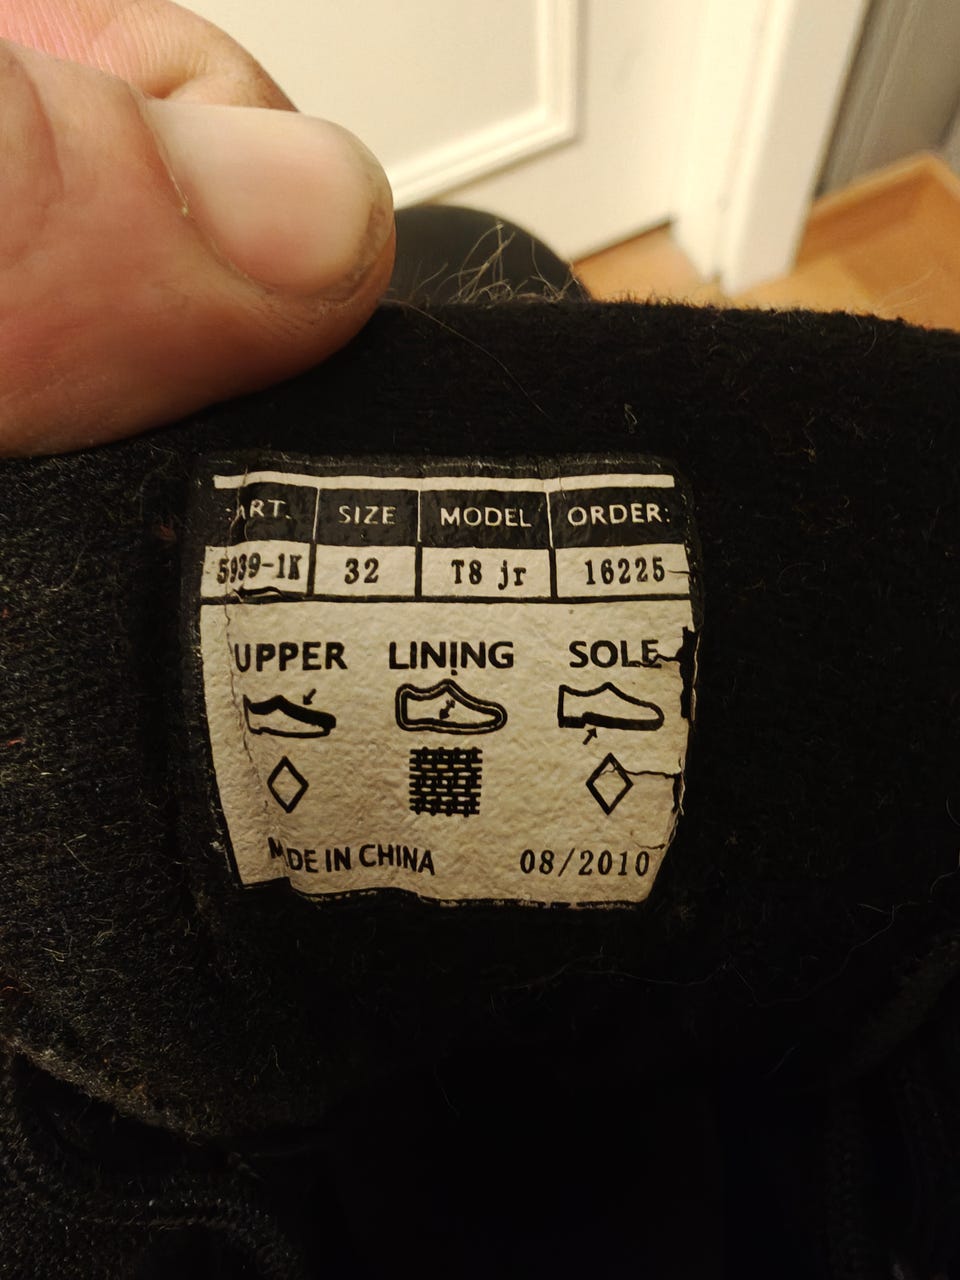 ART. SIZE MODEL ORDER:
5939-1K 32 T8 jr 16225
UPPER LINING SOLE
MADE IN CHINA 08/2010